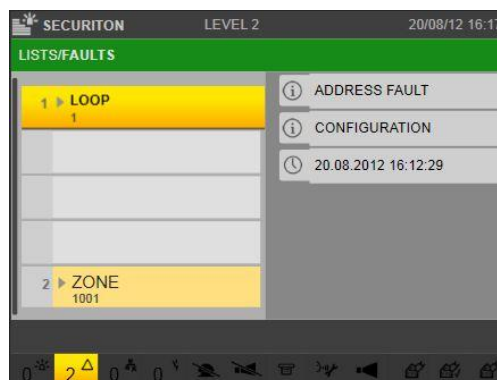 SECURITON LEVEL 2 20/08/12 16:17
LISTS/FAULTS
1 LOOP
1
ADDRESS FAULT
CONFIGURATION
20.08.2012 16:12:29
2 ZONE
1001
0 2 0 0